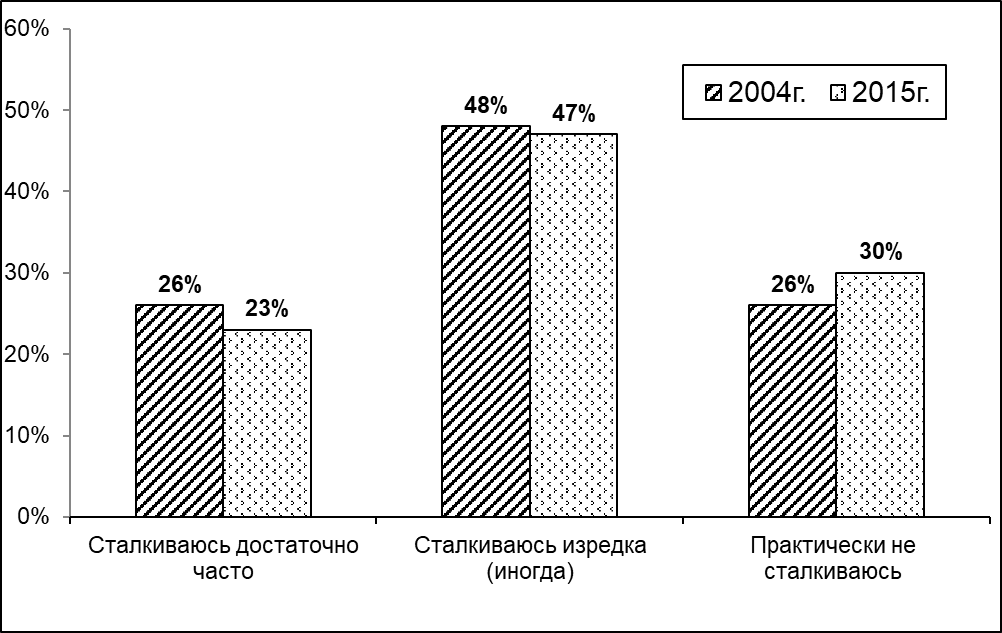 60%
50%
40%
30%
20%
10%
0%
2004г. 2015г.
26%
23%
48%
47%
26%
30%
Сталкиваюсь достаточно
часто
Сталкиваюсь изредка
(иногда)
Практически не
сталкиваюсь